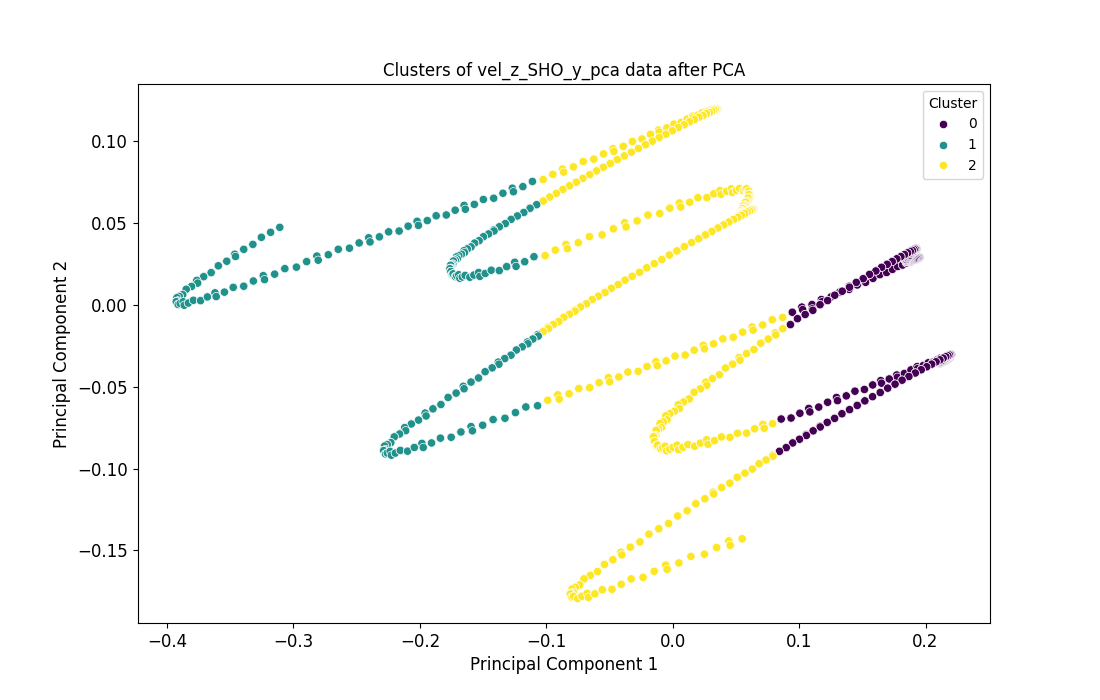 Clusters of vel_z_SHO_y_pca data after PCA
Cluster
0
1
2
0.10
0.05
0.00
−0.05
−0.10
−0.15
Principal Component 2
−0.4 −0.3 −0.2 −0.1 0.0 0.1 0.2
Principal Component 1